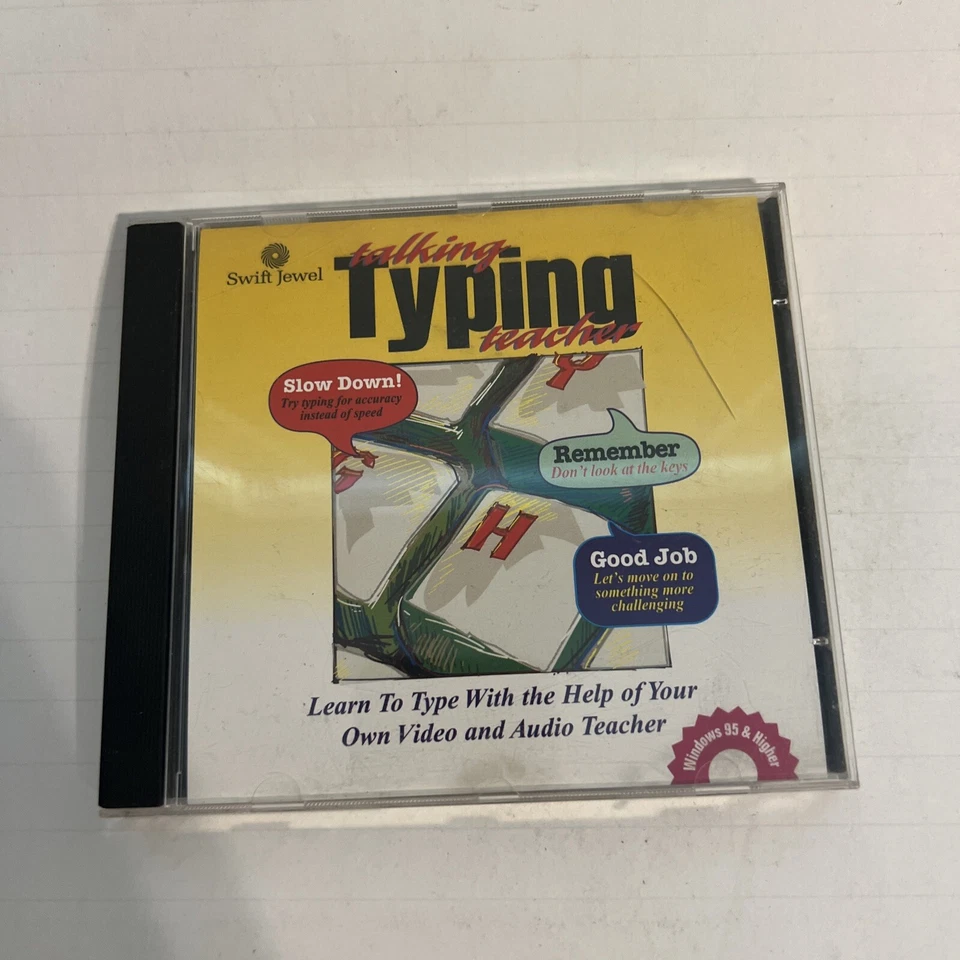 Swift Jewel
talking
Typing
teacher
Slow Down!
Try typing for accuracy
instead of speed
Y
Remember
Don't look at the keys
H
Good Job
Let's move on to
something more
challenging
Learn To Type With the Help of Your
Own Video and Audio Teacher
Windows 95 & Higher